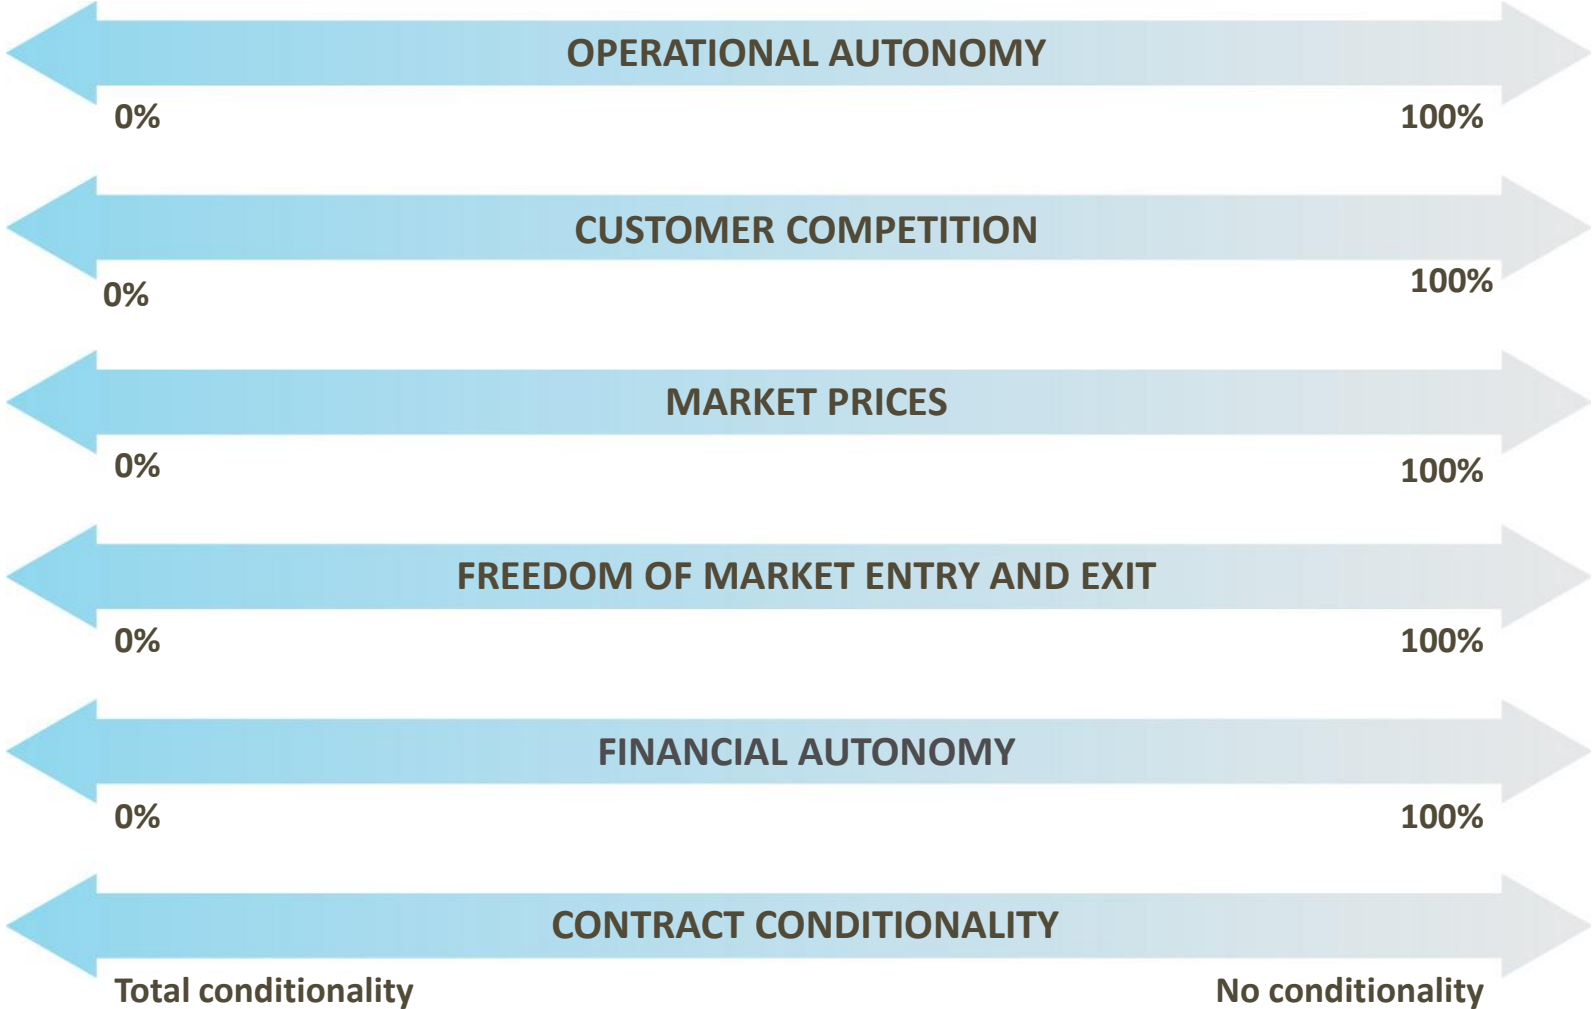 OPERATIONAL AUTONOMY
0% 100%
CUSTOMER COMPETITION
0% 100%
MARKET PRICES
0% 100%
FREEDOM OF MARKET ENTRY AND EXIT
0% 100%
FINANCIAL AUTONOMY
0% 100%
CONTRACT CONDITIONALITY
Total conditionality No conditionality